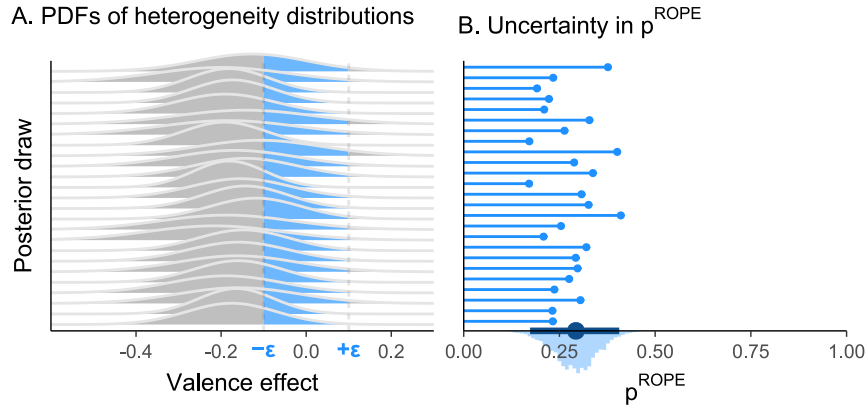 A. PDFs of heterogeneity distributions
B. Uncertainty in p^ROPE
Posterior draw
-0.4 -0.2 −ε 0.0 +ε 0.2
Valence effect
0.00 0.25 0.50 0.75 1.00
p^ROPE